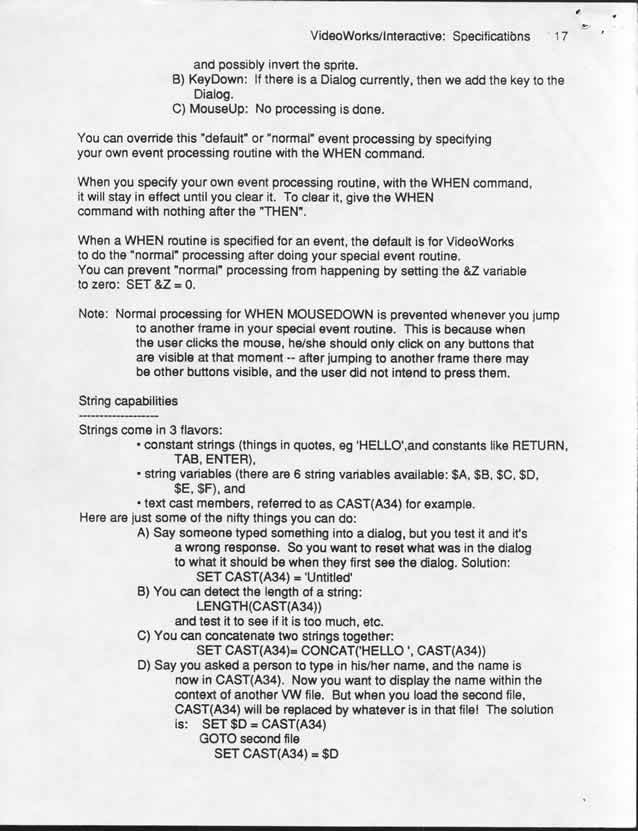 VideoWorks/Interactive: Specifications 17
and possibly invert the sprite.
B) KeyDown: If there is a Dialog currently, then we add the key to the
Dialog.
C) MouseUp: No processing is done.
You can override this "default" or "normal" event processing by specifying
your own event processing routine with the WHEN command.
When you specify your own event processing routine, with the WHEN command,
it will stay in effect until you clear it. To clear it, give the WHEN
command with nothing after the "THEN".
When a WHEN routine is specified for an event, the default is for VideoWorks
to do the "normal" processing after doing your special event routine.
You can prevent "normal" processing from happening by setting the &Z variable
to zero: SET &Z = 0.
Note: Normal processing for WHEN MOUSEDOWN is prevented whenever you jump
to another frame in your special event routine. This is because when
the user clicks the mouse, he/she should only click on any buttons that
are visible at that moment -- after jumping to another frame there may
be other buttons visible, and the user did not intend to press them.
String capabilities
-------------------
Strings come in 3 flavors:
• constant strings (things in quotes, eg 'HELLO',and constants like RETURN,
TAB, ENTER),
• string variables (there are 6 string variables available: $A, $B, $C, $D,
$E, $F), and
• text cast members, referred to as CAST(A34) for example.
Here are just some of the nifty things you can do:
A) Say someone typed something into a dialog, but you test it and it's
a wrong response. So you want to reset what was in the dialog
to what it should be when they first see the dialog. Solution:
SET CAST(A34) = 'Untitled'
B) You can detect the length of a string:
LENGTH(CAST(A34))
and test it to see if it is too much, etc.
C) You can concatenate two strings together:
SET CAST(A34)= CONCAT('HELLO ', CAST(A34))
D) Say you asked a person to type in his/her name, and the name is
now in CAST(A34). Now you want to display the name within the
context of another VW file. But when you load the second file,
CAST(A34) will be replaced by whatever is in that file! The solution
is: SET $D = CAST(A34)
GOTO second file
SET CAST(A34) = $D